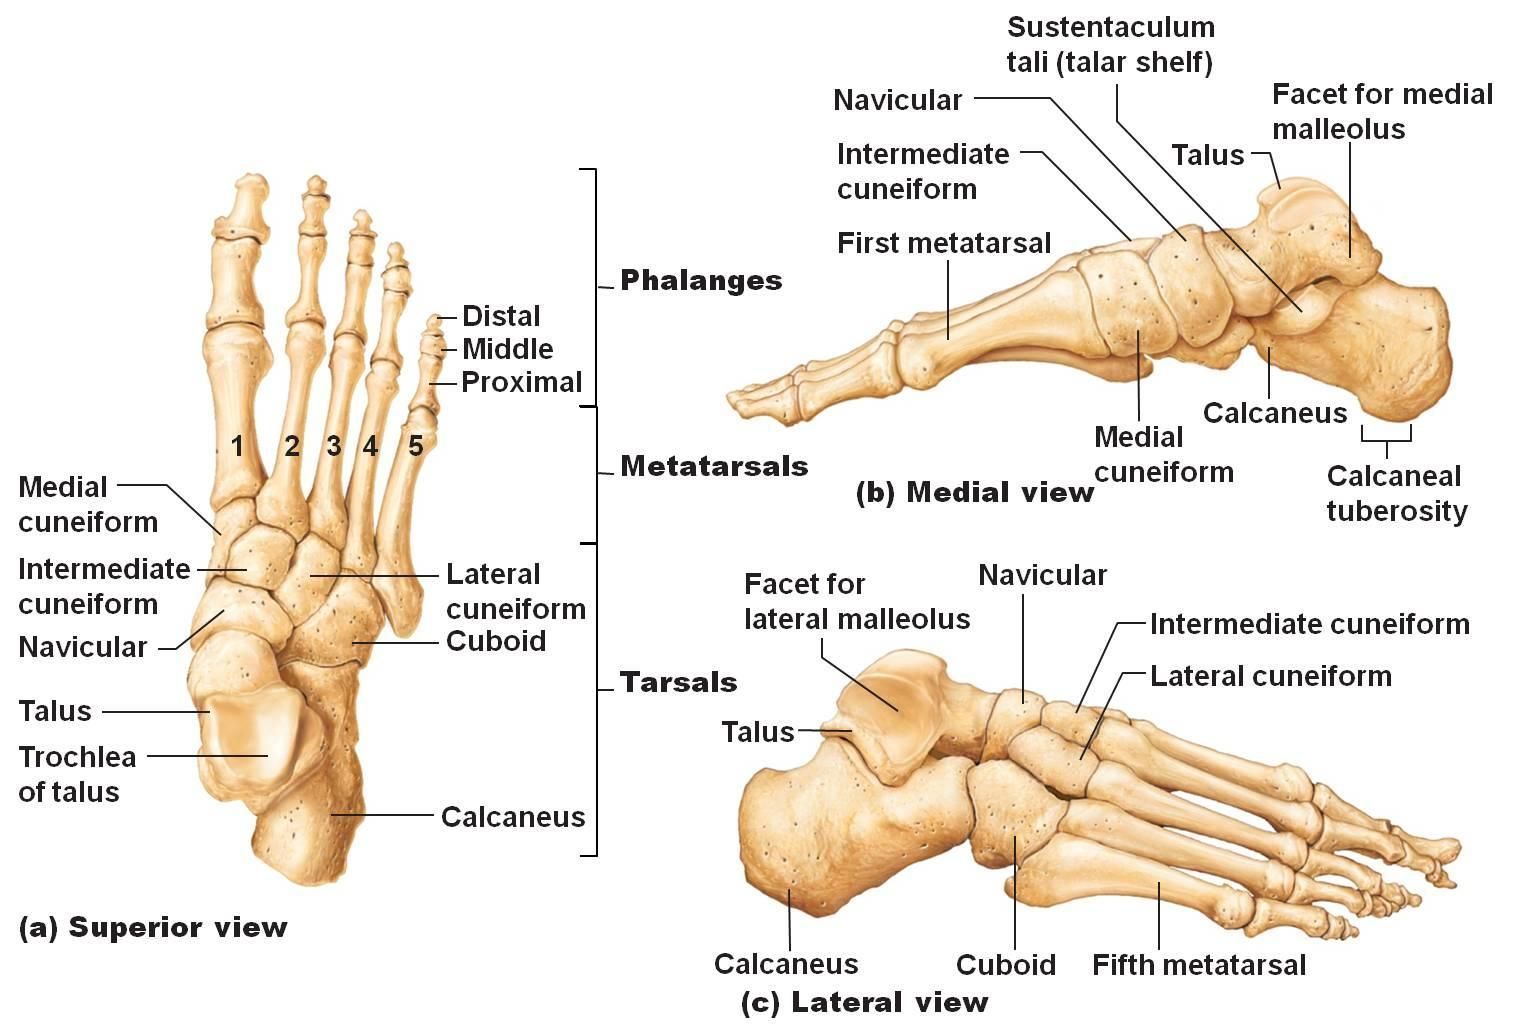 Phalanges
Distal
Middle
Proximal
1 2 3 4 5
Metatarsals
Medial
cuneiform
Intermediate
cuneiform
Navicular
Lateral
cuneiform
Cuboid
Tarsals
Talus
Trochlea
of talus
Calcaneus
(a) Superior view
Sustentaculum
tali (talar shelf)
Navicular
Facet for medial
malleolus
Intermediate
cuneiform
Talus
First metatarsal
Calcaneus
Medial
cuneiform
Calcaneal
tuberosity
(b) Medial view
Facet for
lateral malleolus
Navicular
Intermediate cuneiform
Lateral cuneiform
Talus
Calcaneus
Cuboid
Fifth metatarsal
(c) Lateral view